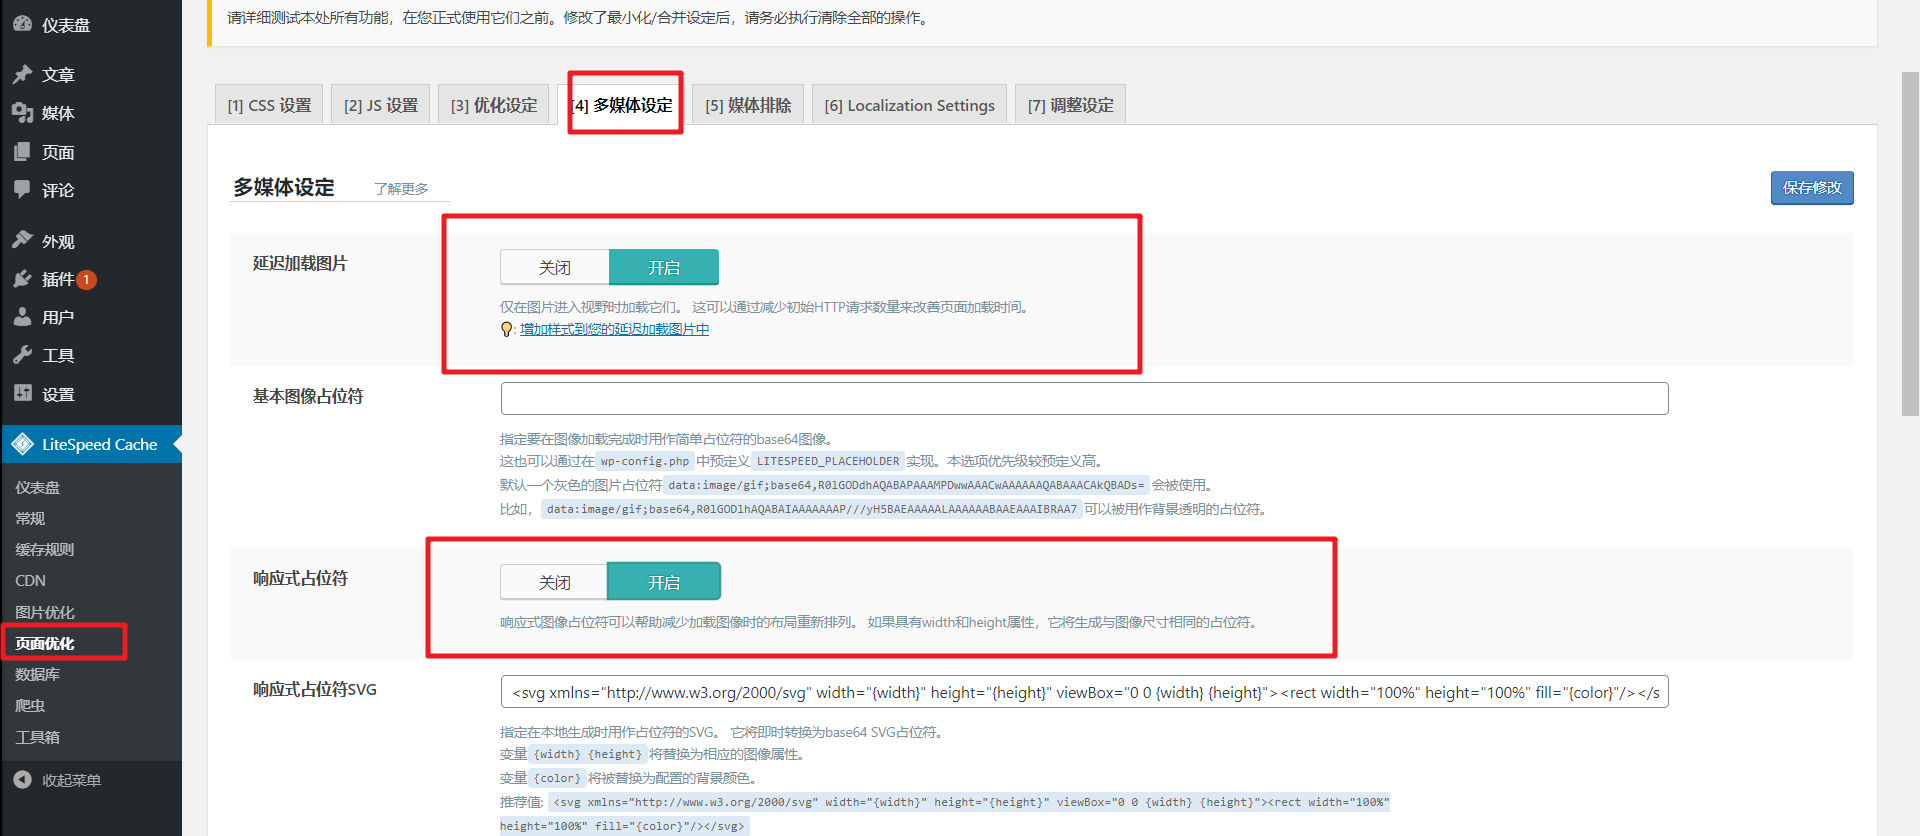 仪表盘
文章
媒体
页面
评论
外观
插件 1
用户
工具
设置
LiteSpeed Cache
仪表盘
常规
缓存规则
CDN
图片优化
页面优化
数据库
爬虫
工具箱
收起菜单
请详细测试本处所有功能，在您正式使用它们之前。修改了最小化/合并设定后，请务必执行清除全部的操作。
[1] CSS 设置
[2] JS 设置
[3] 优化设定
[4] 多媒体设定
[5] 媒体排除
[6] Localization Settings
[7] 调整设定
多媒体设定 了解更多
保存修改
延迟加载图片
关闭 开启
仅在图片进入视野时加载它们。 这可以通过减少初始HTTP请求数量来改善页面加载时间。
: 增加样式到您的延迟加载图片中
基本图像占位符
指定要在图像加载完成时用作简单占位符的base64图像。
这也可以通过在 wp-config.php 中预定义 LITESPEED_PLACEHOLDER 实现。本选项优先级较预定义高。
默认一个灰色的图片占位符 data:image/gif;base64,R0lGODdhAQABAPAAAMPDwwAAACwAAAAAAQABAAACAkQBADs= 会被使用。
比如， data:image/gif;base64,R0lGODlhAQABAIAAAAAAAP///yH5BAEAAAAALAAAAAABAAEAAAIBRAA7 可以被用作背景透明的占位符。
响应式占位符
关闭 开启
响应式图像占位符可以帮助减少加载图像时的布局重新排列。 如果具有width和height属性，它将生成与图像尺寸相同的占位符。
响应式占位符SVG
<svg xmlns="http://www.w3.org/2000/svg" width="{width}" height="{height}" viewBox="0 0 {width} {height}"><rect width="100%" height="100%" fill="{color}"/></s
指定在本地生成时用作占位符的SVG。 它将即时转换为base64 SVG占位符。
变量 {width} {height} 将替换为相应的图像属性。
变量 {color} 将被替换为配置的背景颜色。
推荐值: <svg xmlns="http://www.w3.org/2000/svg" width="{width}" height="{height}" viewBox="0 0 {width} {height}"><rect width="100%"
height="100%" fill="{color}"/></svg>